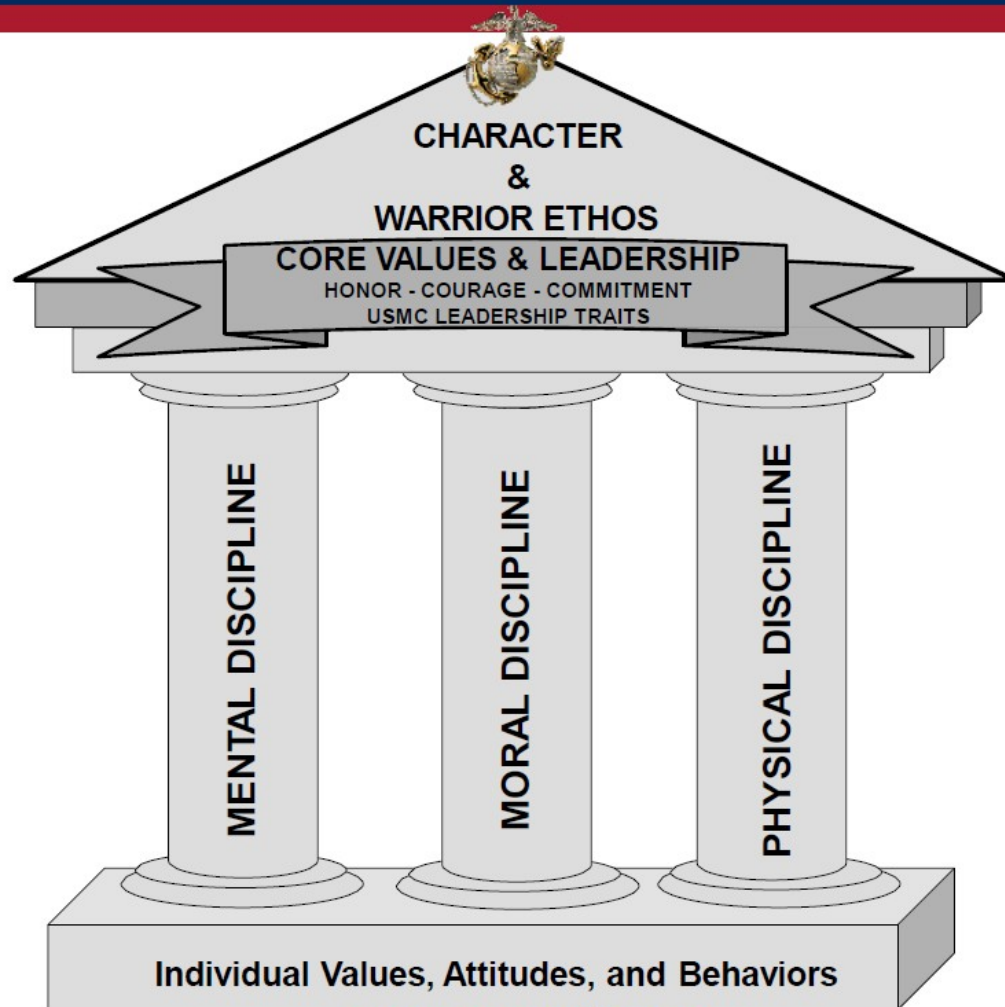 CHARACTER
&
WARRIOR ETHOS
CORE VALUES & LEADERSHIP
HONOR - COURAGE - COMMITMENT
USMC LEADERSHIP TRAITS
MENTAL DISCIPLINE
MORAL DISCIPLINE
PHYSICAL DISCIPLINE
Individual Values, Attitudes, and Behaviors